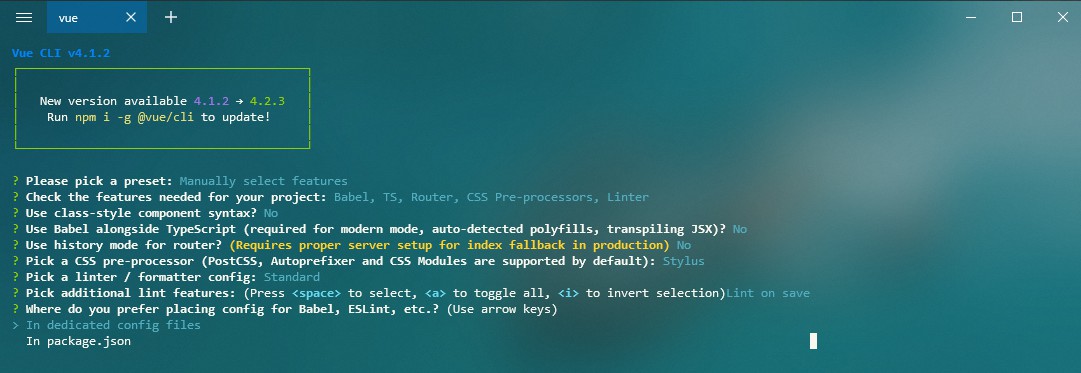 vue
Vue CLI v4.1.2
New version available 4.1.2 → 4.2.3
Run npm i -g @vue/cli to update!
? Please pick a preset: Manually select features
? Check the features needed for your project: Babel, TS, Router, CSS Pre-processors, Linter
? Use class-style component syntax? No
? Use Babel alongside TypeScript (required for modern mode, auto-detected polyfills, transpiling JSX)? No
? Use history mode for router? (Requires proper server setup for index fallback in production) No
? Pick a CSS pre-processor (PostCSS, Autoprefixer and CSS Modules are supported by default): Stylus
? Pick a linter / formatter config: Standard
? Pick additional lint features: (Press <space> to select, <a> to toggle all, <i> to invert selection)Lint on save
? Where do you prefer placing config for Babel, ESLint, etc.? (Use arrow keys)
> In dedicated config files
In package.json